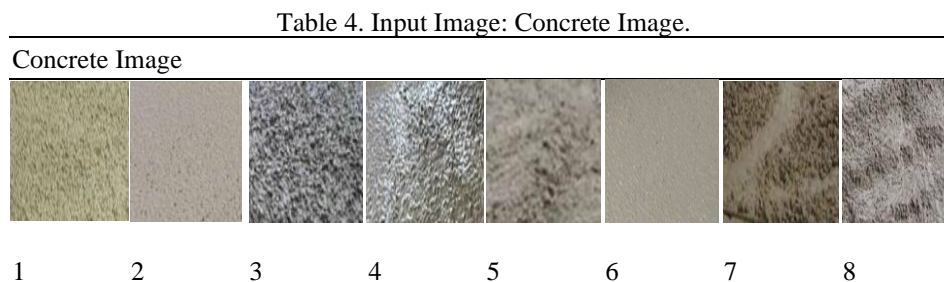 Table 4. Input Image: Concrete Image.
Concrete Image
1 2 3 4 5 6 7 8